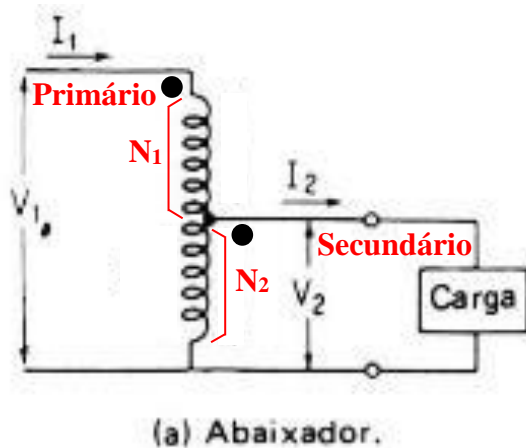 I₁
Primário
N₁
V₁
I₂
Secundário
N₂
V₂
Carga
(a) Abaixador.